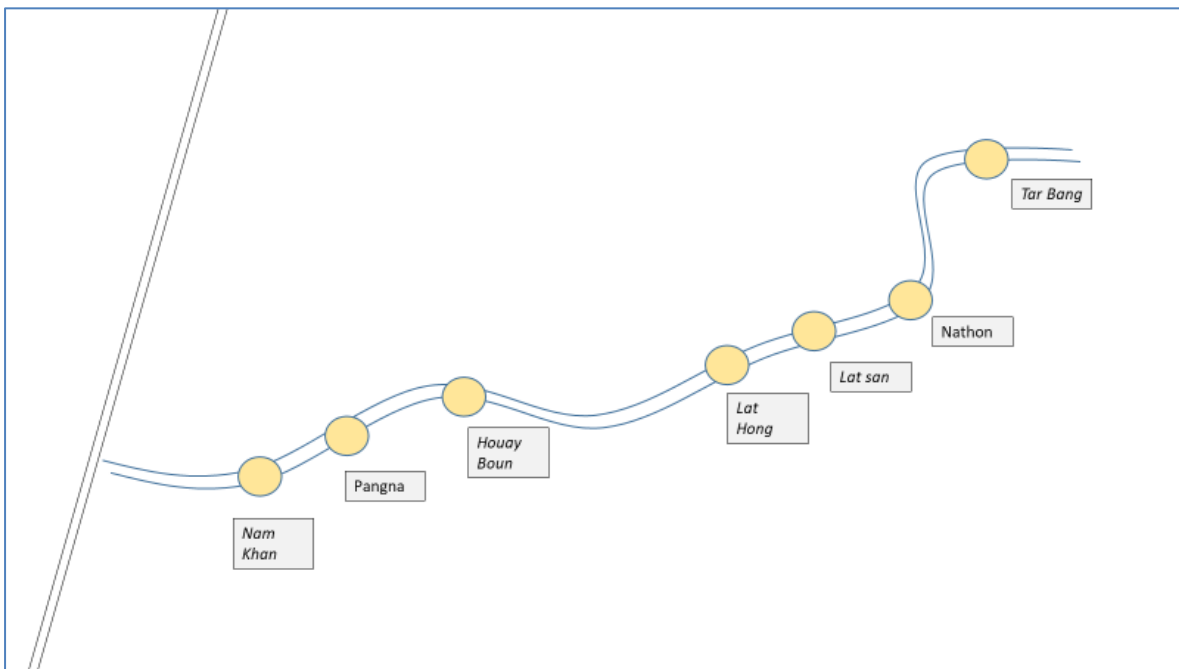 Tar Bang
Nathon
Lat san
Lat
Hong
Houay
Boun
Pangna
Nam
Khan